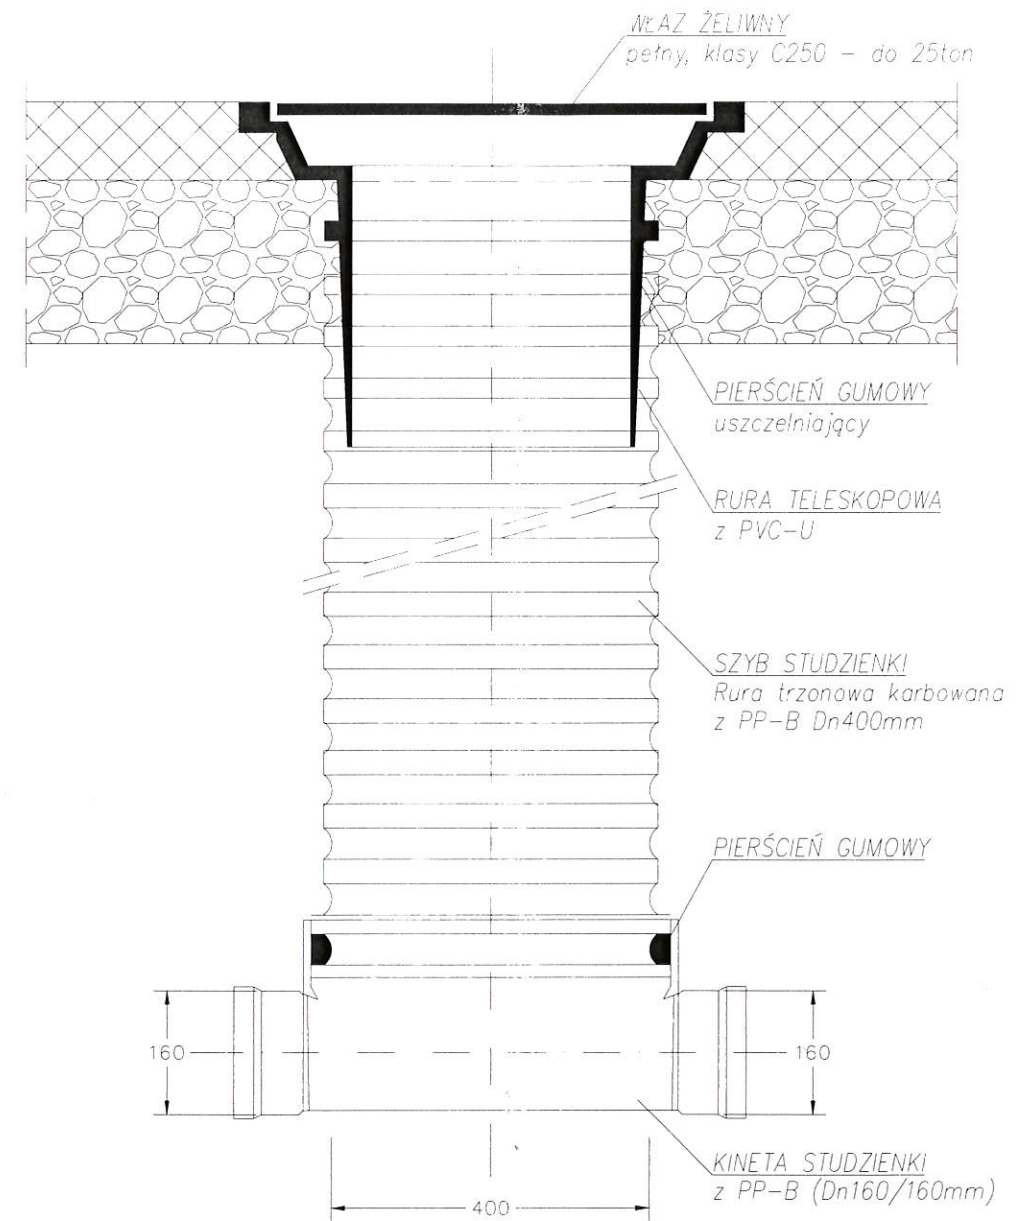 WŁAZ ŻELIWNY
pełny, klasy C250 – do 25ton
PIERŚCIEŃ GUMOWY
uszczelniający
RURA TELESKOPOWA
z PVC-U
SZYB STUDZIENKI
Rura trzonowa karbowana
z PP-B Dn400mm
PIERŚCIEŃ GUMOWY
160
160
KINETA STUDZIENKI
z PP-B (Dn160/160mm)
400